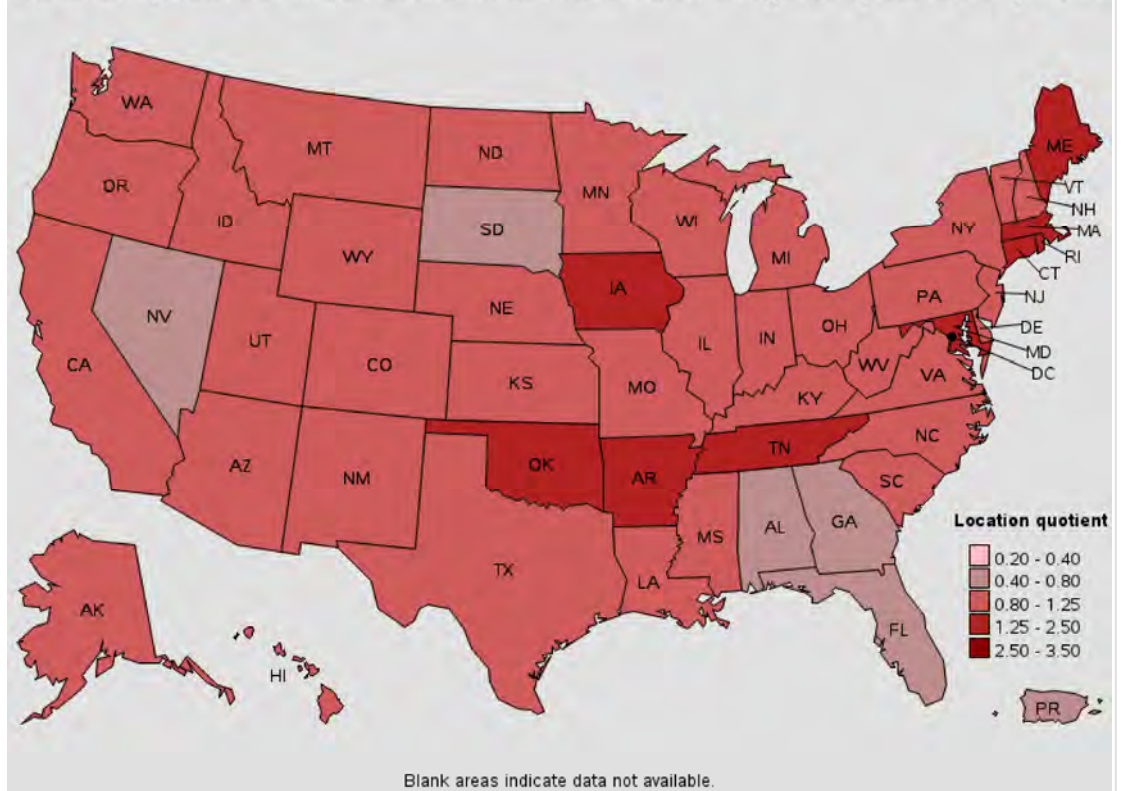 WA
MT
ND
MN
OR
ID
SD
WI
MI
NY
ME
VT
NH
MA
RI
CT
NJ
WY
IA
NE
PA
NV
UT
CO
IL
IN
OH
DE
MD
DC
CA
KS
MO
WV
VA
KY
AZ
NM
OK
AR
TN
NC
SC
TX
LA
MS
AL
GA
Location quotient
0.20 - 0.40
0.40 - 0.80
0.80 - 1.25
1.25 - 2.50
2.50 - 3.50
AK
HI
FL
PR
Blank areas indicate data not available.